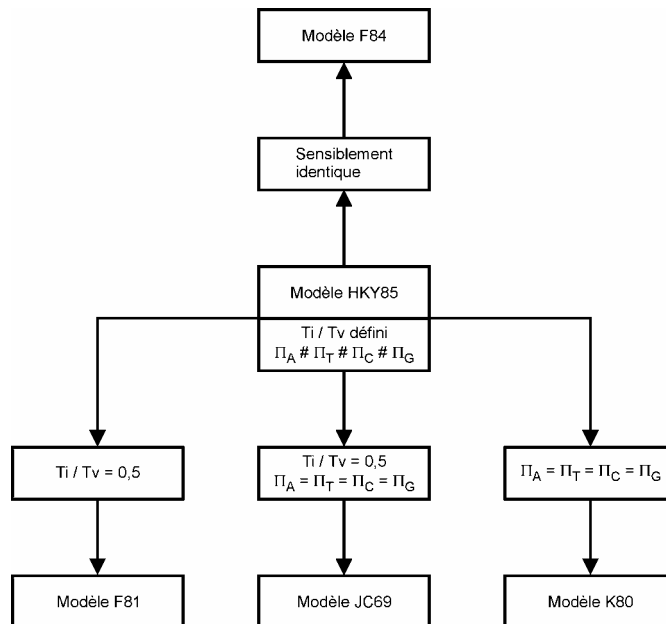 Modèle F84
Sensiblement
identique
Modèle HKY85
Ti / Tv défini
Π_A # Π_T # Π_C # Π_G
Ti / Tv = 0,5
Ti / Tv = 0,5
Π_A = Π_T = Π_C = Π_G
Π_A = Π_T = Π_C = Π_G
Modèle F81
Modèle JC69
Modèle K80